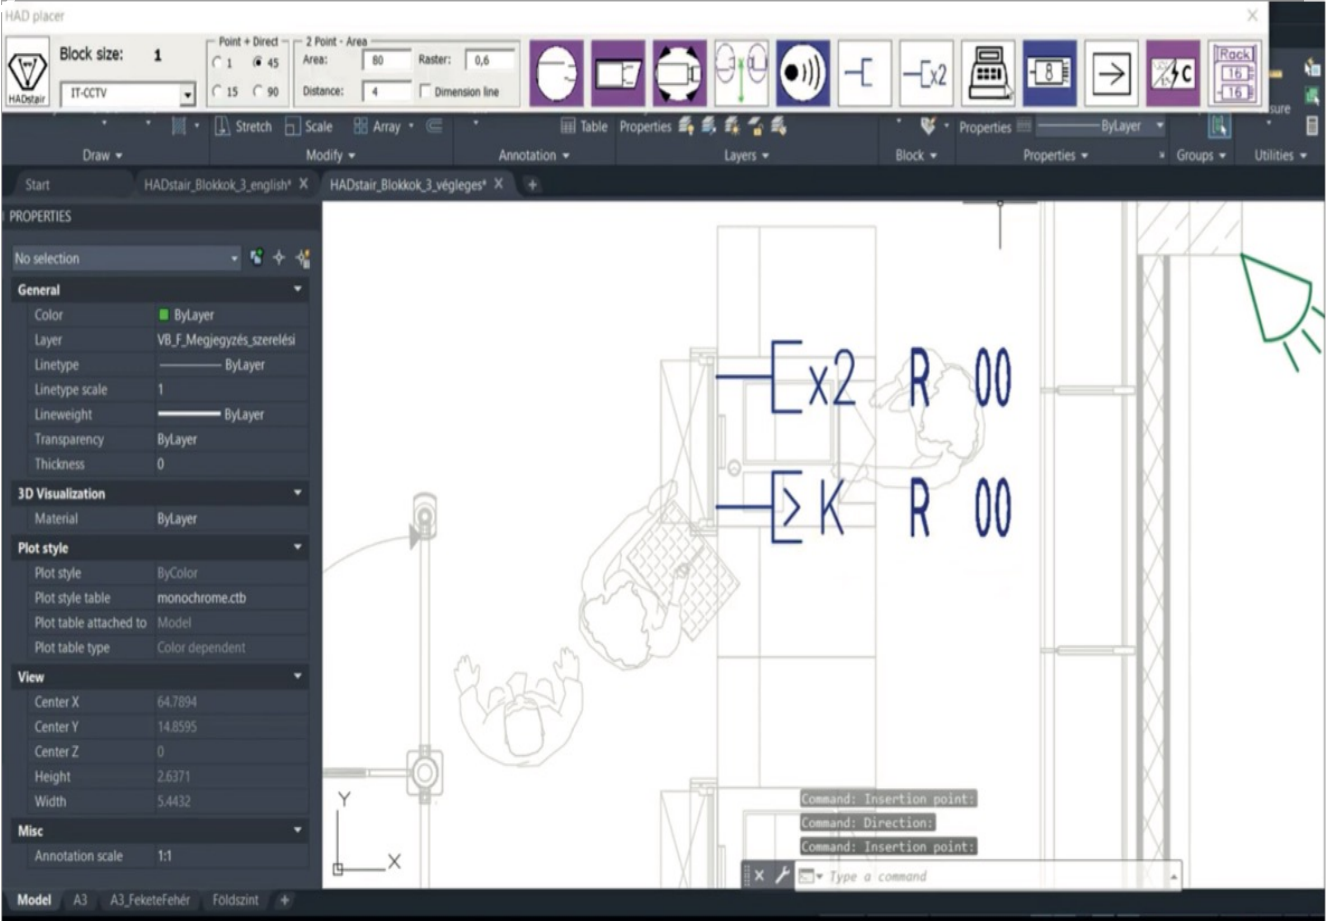 HAD placer
Block size: 1
Point + Direct
2 Point - Area
1 45
Area: 80 Raster: 0,6
HADstair
IT-CCTV
15 90
Distance: 4 Dimension line
x2
8
C
Rack
16
16
Stretch Scale Array
Table Properties
Properties ByLayer
sure
Draw Modify Annotation Layers Block Properties Groups Utilities
Start HADstair_Blokkok_3_english* HADstair_Blokkok_3_végleges*
PROPERTIES
No selection
General
Color ByLayer
Layer VB_F_Megjegyzés_szerelési
Linetype ByLayer
Linetype scale 1
Lineweight ByLayer
Transparency ByLayer
Thickness 0
3D Visualization
Material ByLayer
Plot style
Plot style ByColor
Plot style table monochrome.ctb
Plot table attached to Model
Plot table type Color dependent
View
Center X 64.7894
Center Y 14.8595
Center Z 0
Height 2.6371
Width 5.4432
Misc
Annotation scale 1:1
x2 R 00
K R 00
Y
X
Command: Insertion point:
Command: Direction:
Command: Insertion point:
Type a command
Model A3 A3_FeketeFehér Földszint